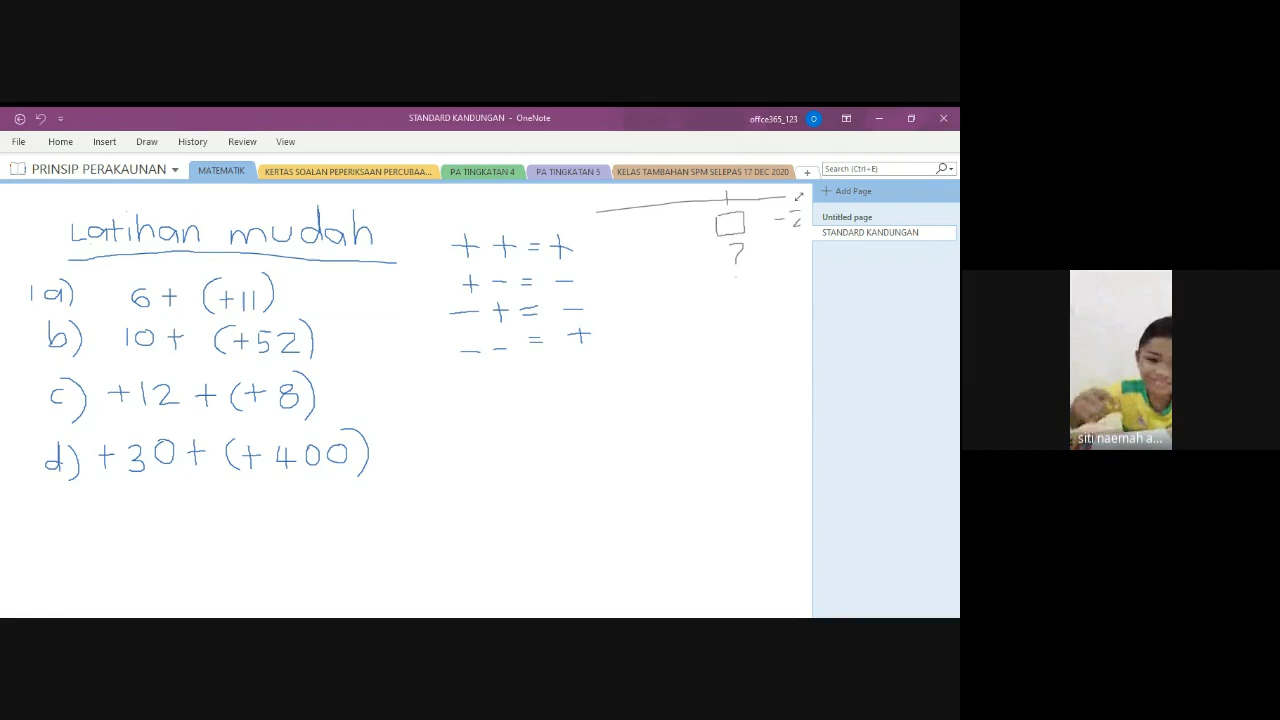 STANDARD KANDUNGAN - OneNote
offce365_123
O
File Home Insert Draw History Review View
PRINSIP PERAKAUNAN
MATEMATIK
KERTAS SOALAN PEPERIKSAAN PERCUBAA...
PA TINGKATAN 4
PA TINGKATAN 5
KELAS TAMBAHAN SPM SELEPAS 17 DEC 2020
+
Search (Ctrl+E)
+ Add Page
Untitled page
STANDARD KANDUNGAN
-2
?
Latihan mudah
1a) 6 + (+11)
b) 10 + (+52)
c) +12 + (+8)
d) +30 + (+400)
+ + = +
+ - = -
- + = -
- - = +
siti naemah a...